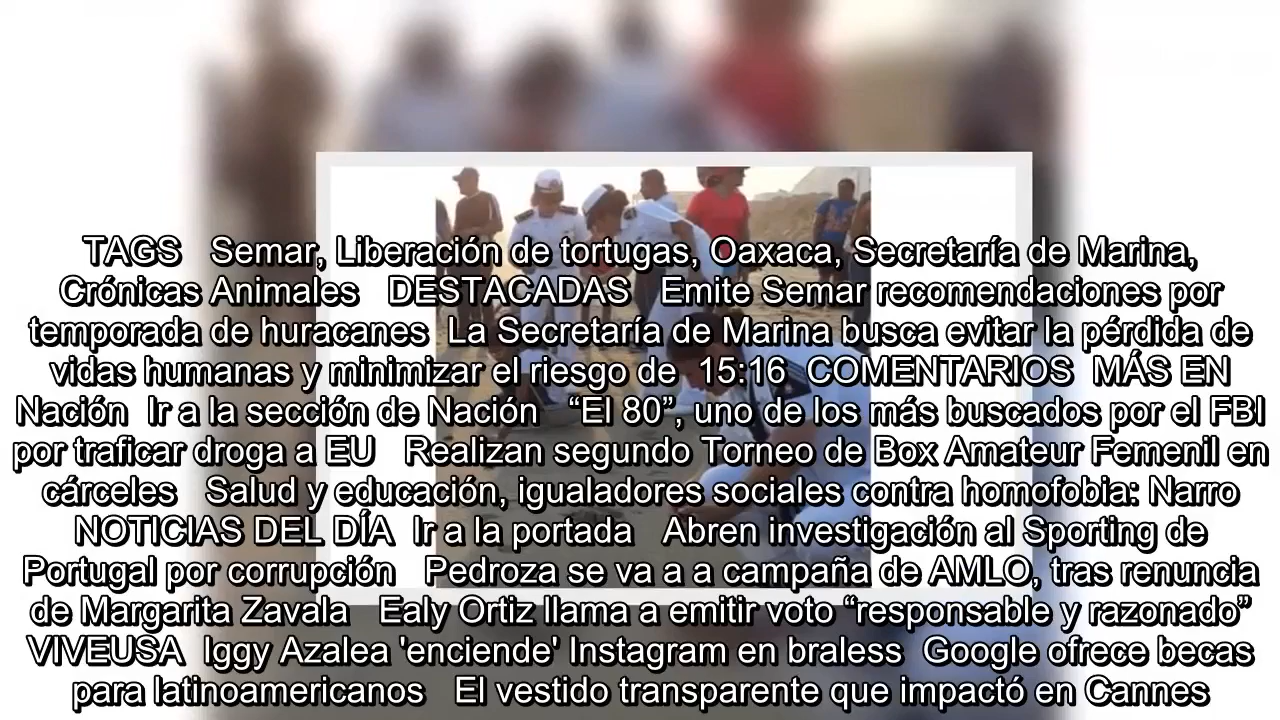 TAGS Semar, Liberación de tortugas, Oaxaca, Secretaría de Marina,
Crónicas Animales DESTACADAS Emite Semar recomendaciones por
temporada de huracanes La Secretaría de Marina busca evitar la pérdida de
vidas humanas y minimizar el riesgo de 15:16 COMENTARIOS MÁS EN
Nación Ir a la sección de Nación “El 80”, uno de los más buscados por el FBI
por traficar droga a EU Realizan segundo Torneo de Box Amateur Femenil en
cárceles Salud y educación, igualadores sociales contra homofobia: Narro
NOTICIAS DEL DÍA Ir a la portada Abren investigación al Sporting de
Portugal por corrupción Pedroza se va a a campaña de AMLO, tras renuncia
de Margarita Zavala Ealy Ortiz llama a emitir voto “responsable y razonado”
VIVEUSA Iggy Azalea 'enciende' Instagram en braless Google ofrece becas
para latinoamericanos El vestido transparente que impactó en Cannes